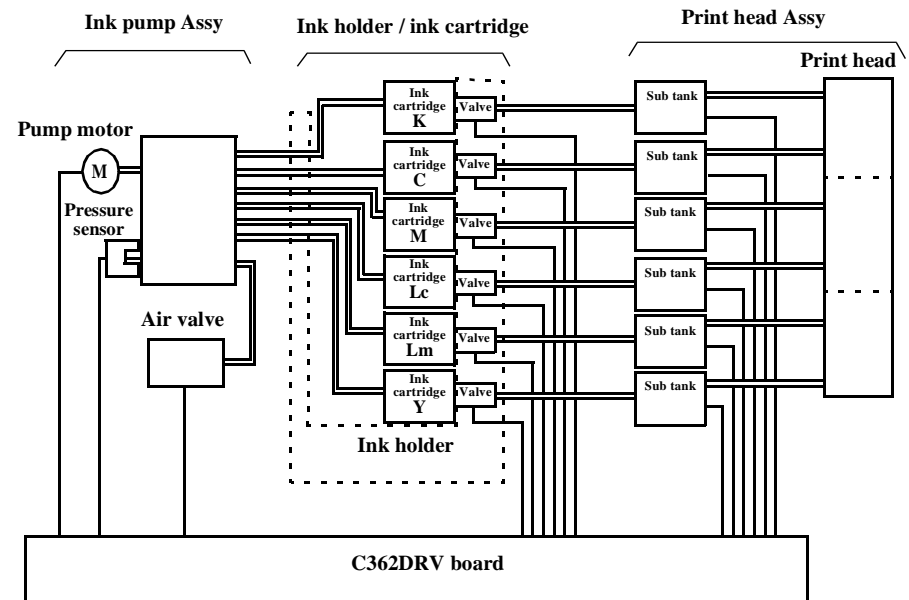 Ink pump Assy
Ink holder / ink cartridge
Print head Assy
Print head
Pump motor
M
Pressure
sensor
Air valve
Ink
cartridge
K
Valve
Sub tank
Ink
cartridge
C
Valve
Sub tank
Ink
cartridge
M
Valve
Sub tank
Ink
cartridge
Lc
Valve
Sub tank
Ink
cartridge
Lm
Valve
Sub tank
Ink
cartridge
Y
Valve
Sub tank
Ink holder
C362DRV board